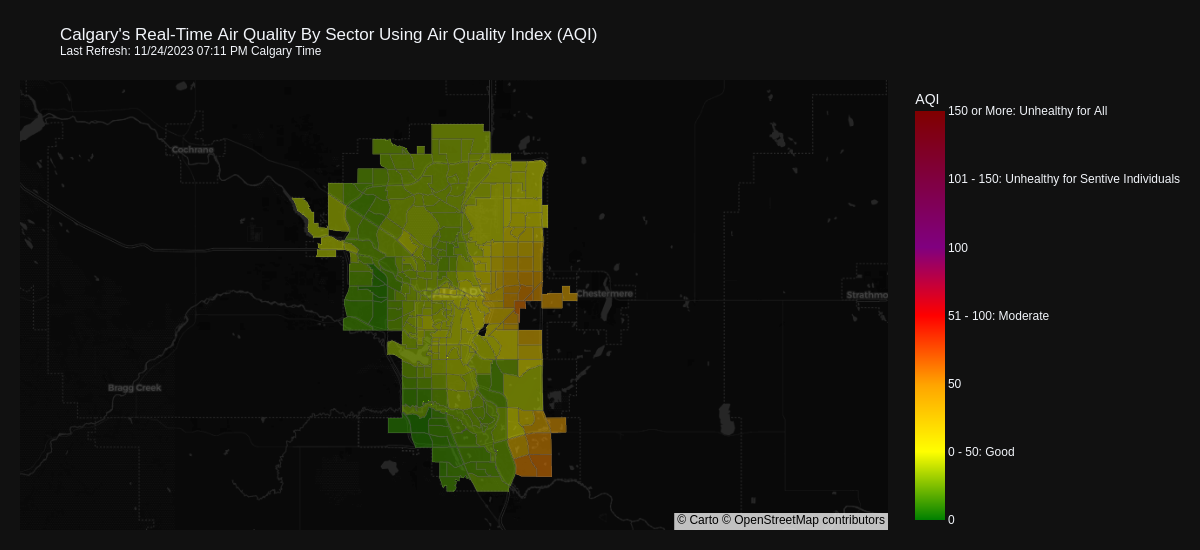 Calgary's Real-Time Air Quality By Sector Using Air Quality Index (AQI)
Last Refresh: 11/24/2023 07:11 PM Calgary Time
AQI
150 or More: Unhealthy for All
Cochrane
101 - 150: Unhealthy for Sentive Individuals
100
Chestermere
Strathmo
51 - 100: Moderate
Bragg Creek
50
0 - 50: Good
© Carto © OpenStreetMap contributors
0